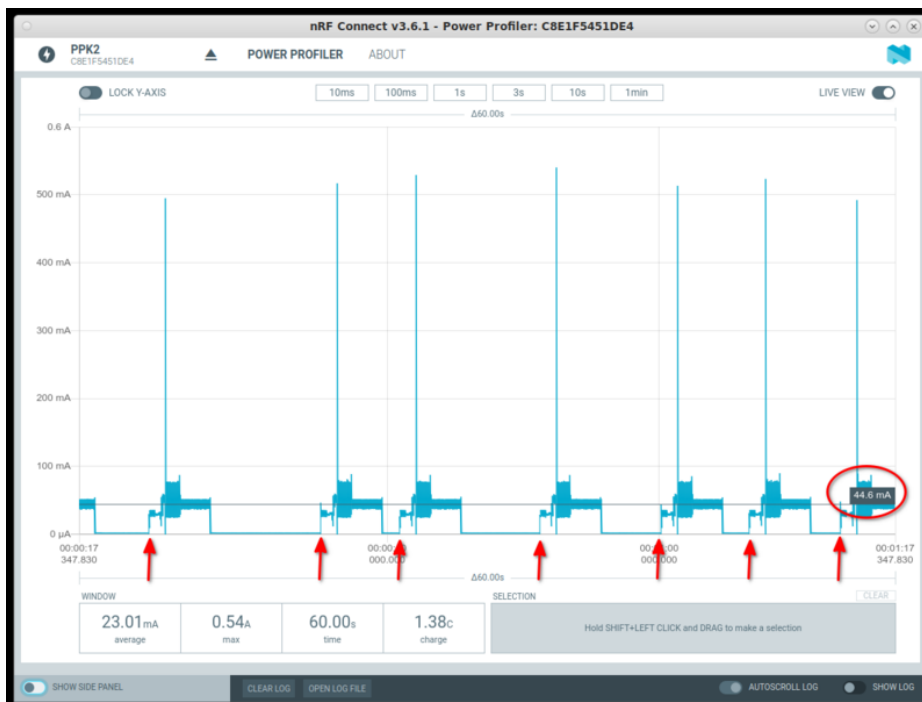 nRF Connect v3.6.1 - Power Profiler: C8E1F5451DE4
PPK2
C8E1F5451DE4
POWER PROFILER
ABOUT
LOCK Y-AXIS
10ms
100ms
1s
3s
10s
1min
LIVE VIEW
Δ60.00s
0.6 A
500 mA
400 mA
300 mA
200 mA
100 mA
0 µA
44.6 mA
00:00:17
347.830
00:
000.000
:00
000.000
00:01:17
347.830
Δ60.00s
WINDOW
23.01mA
average
0.54A
max
60.00s
time
1.38c
charge
SELECTION
CLEAR
Hold SHIFT+LEFT CLICK and DRAG to make a selection
SHOW SIDE PANEL
CLEAR LOG
OPEN LOG FILE
AUTOSCROLL LOG
SHOW LOG